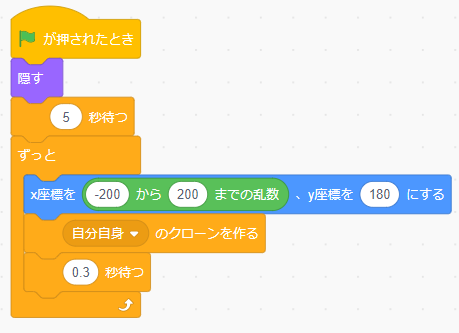 が押されたとき
隠す
5 秒待つ
ずっと
x座標を -200 から 200 までの乱数 、y座標を 180 にする
自分自身 のクローンを作る
0.3 秒待つ